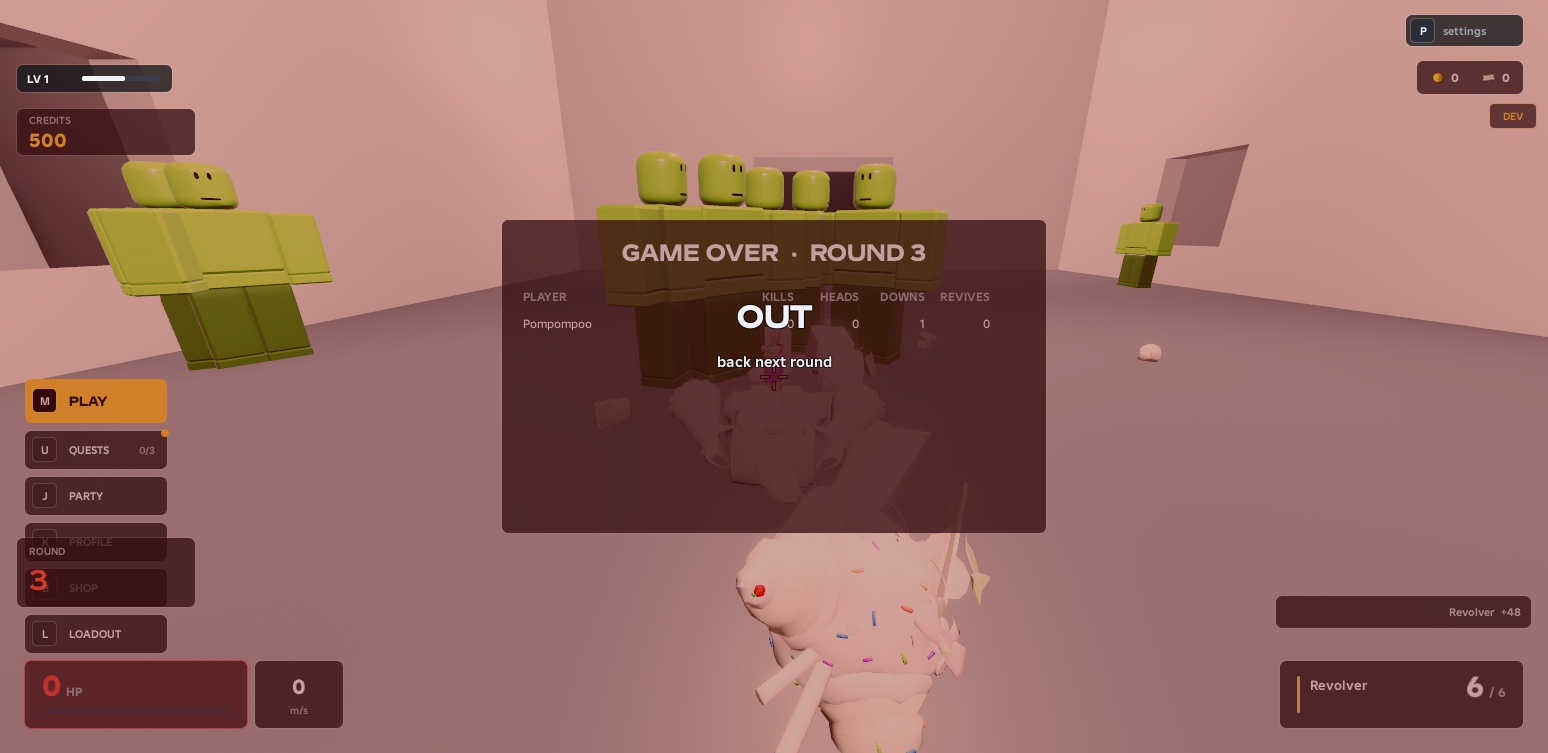 P settings
LV 1
0 0
CREDITS
500
DEV
GAME OVER · ROUND 3
PLAYER KILLS HEADS DOWNS REVIVES
OUT
Pompompoo 0 0 1 0
back next round
M PLAY
U QUESTS 0/3
J PARTY
K PROFILE
ROUND
3
SHOP
L LOADOUT
Revolver +48
0 HP
0
m/s
Revolver 6 / 6